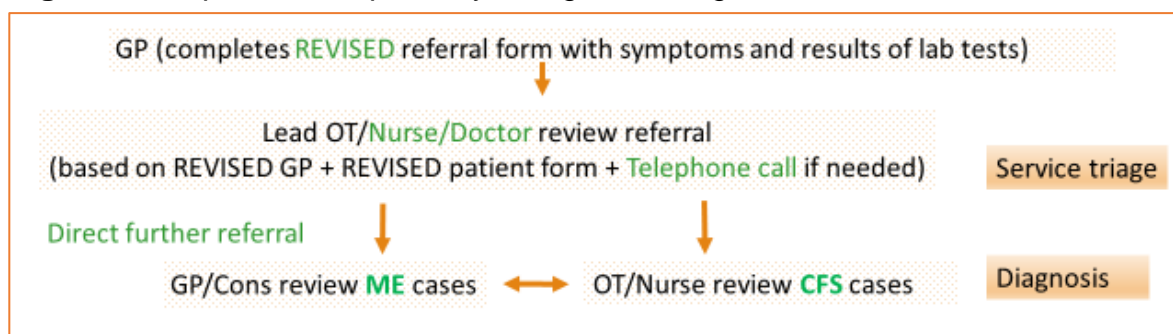 GP (completes REVISED referral form with symptoms and results of lab tests)
Lead OT/Nurse/Doctor review referral
(based on REVISED GP + REVISED patient form + Telephone call if needed)
Service triage
Direct further referral
GP/Cons review ME cases
OT/Nurse review CFS cases
Diagnosis